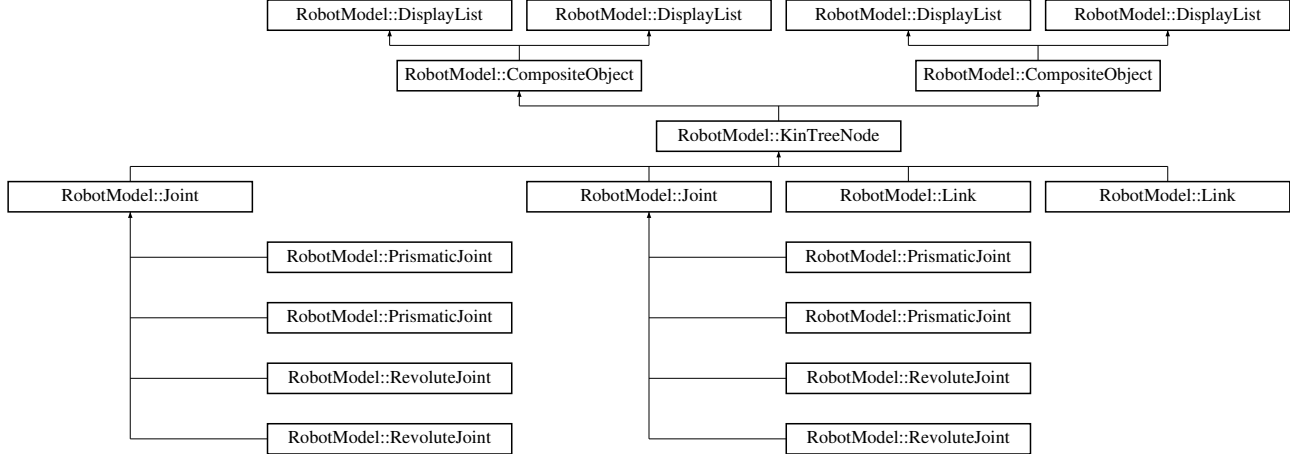 RobotModel::DisplayList
RobotModel::DisplayList
RobotModel::DisplayList
RobotModel::DisplayList
RobotModel::CompositeObject
RobotModel::CompositeObject
RobotModel::KinTreeNode
RobotModel::Joint
RobotModel::Joint
RobotModel::Link
RobotModel::Link
RobotModel::PrismaticJoint
RobotModel::PrismaticJoint
RobotModel::PrismaticJoint
RobotModel::PrismaticJoint
RobotModel::RevoluteJoint
RobotModel::RevoluteJoint
RobotModel::RevoluteJoint
RobotModel::RevoluteJoint